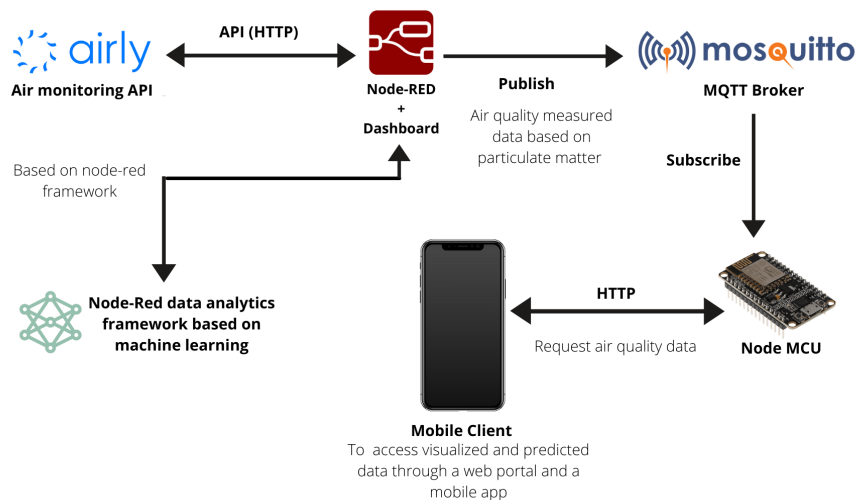 airly
API (HTTP)
mosquitto
Air monitoring API
Node-RED
+
Dashboard
Publish
MQTT Broker
Air quality measured
data based on
particulate matter
Based on node-red
framework
Subscribe
Node-Red data analytics
framework based on
machine learning
HTTP
Request air quality data
Node MCU
Mobile Client
To access visualized and predicted
data through a web portal and a
mobile app